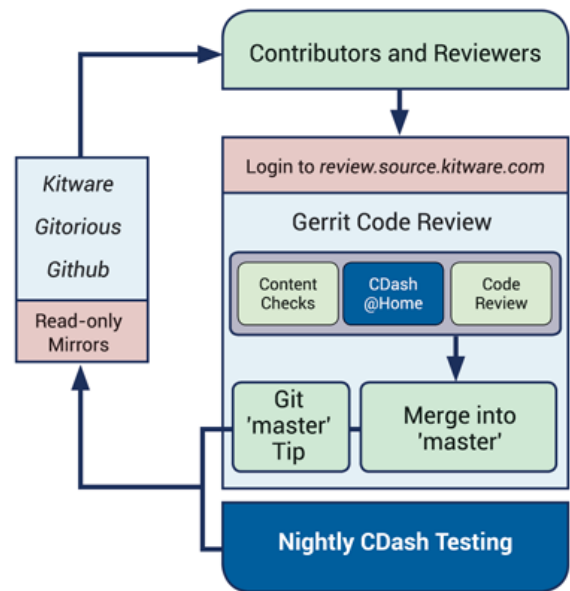 Contributors and Reviewers
Login to review.source.kitware.com
Kitware
Gitorious
Github
Read-only
Mirrors
Gerrit Code Review
Content
Checks
CDash
@Home
Code
Review
Git
'master'
Tip
Merge into
'master'
Nightly CDash Testing